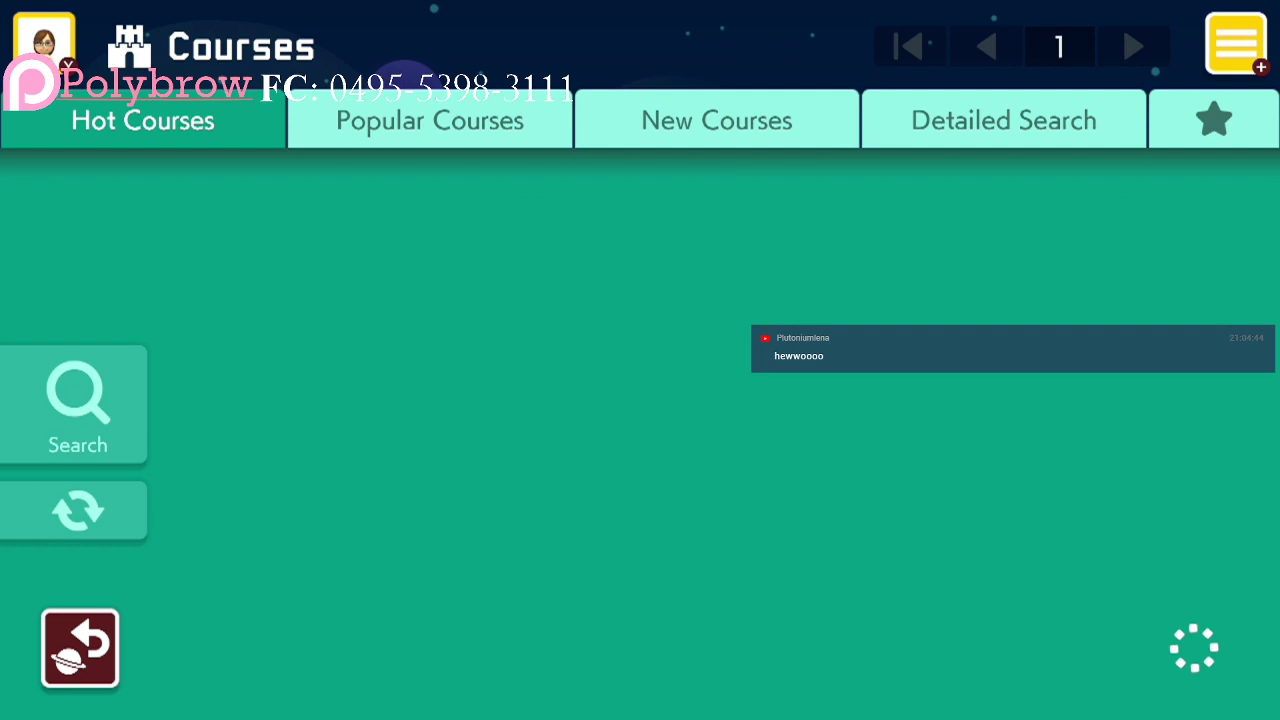 Courses
1
Y
+
Polybrow FC: 0495-5398-3111
Hot Courses
Popular Courses
New Courses
Detailed Search
Plutoniumlena 21:04:44
hewwoooo
Search